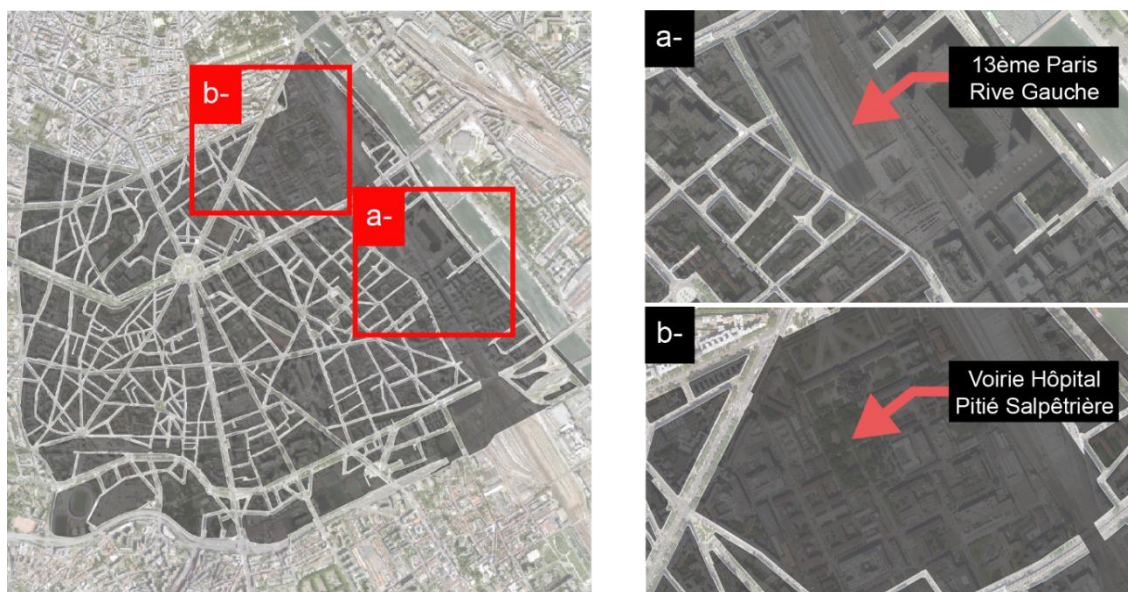 b-
a-
a-
13ème Paris
Rive Gauche
b-
Voirie Hôpital
Pitié Salpêtrière